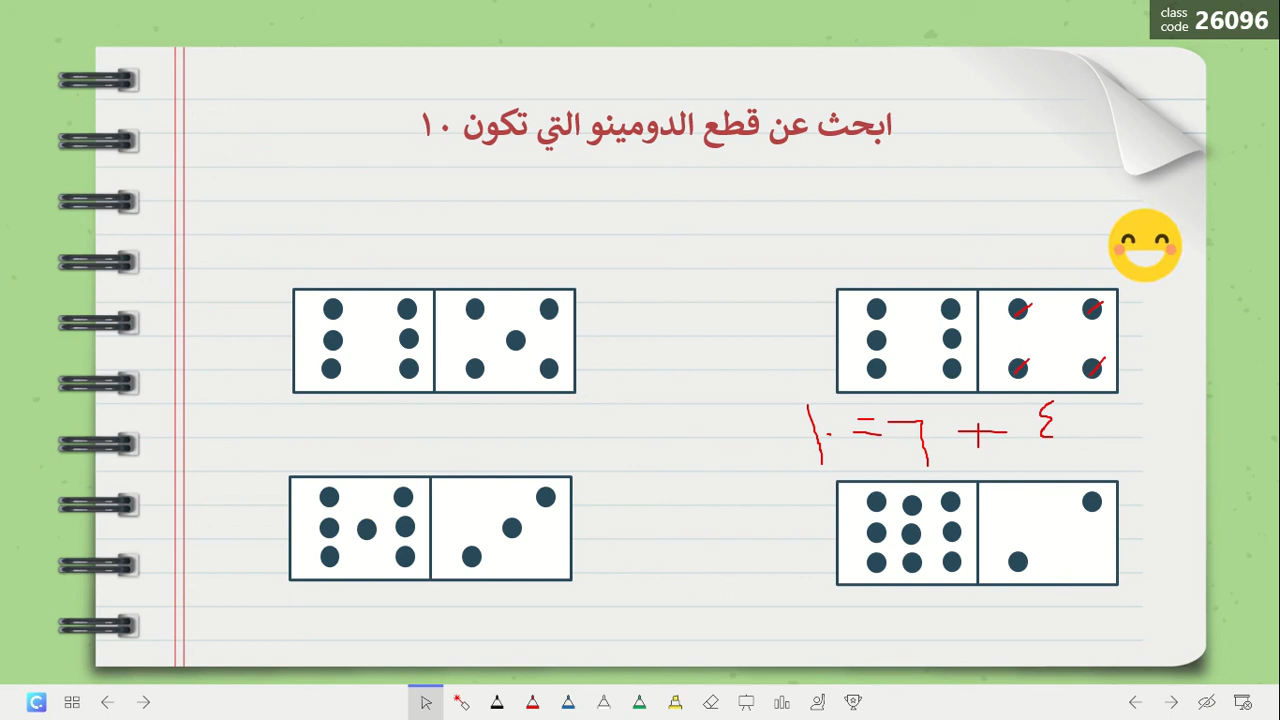 class
code 26096
ابحث عن قطع الدومينو التي تكون ١٠
٤ + ٦ = ١٠